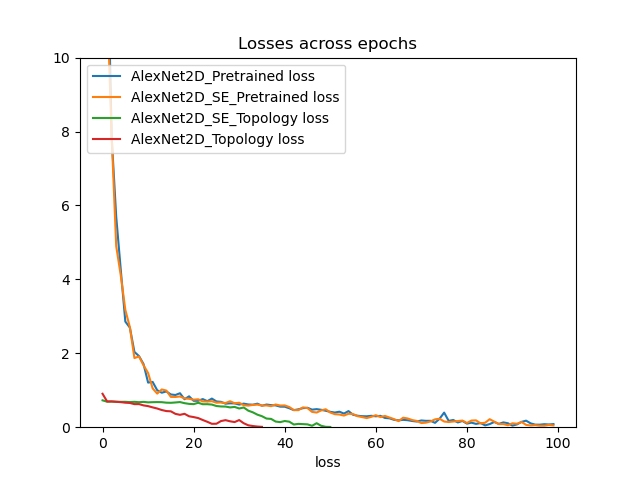 Losses across epochs
10
8
6
4
2
0
AlexNet2D_Pretrained loss
AlexNet2D_SE_Pretrained loss
AlexNet2D_SE_Topology loss
AlexNet2D_Topology loss
0 20 40 60 80 100
loss